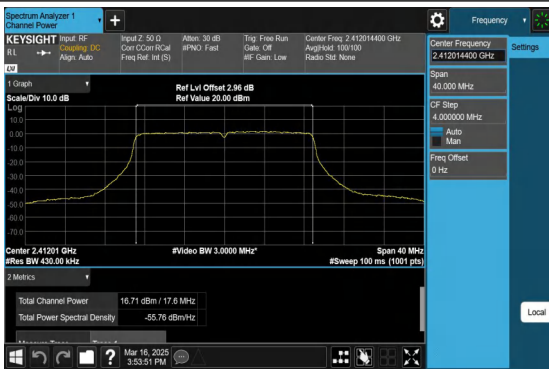 Spectrum Analyzer 1
Channel Power
Frequency
KEYSIGHT
RL
LXI
Input: RF
Coupling: DC
Align: Auto
Input Z: 50 Ω
Corr CCorr RCal
Freq Ref: Int (S)
Atten: 30 dB
#PNO: Fast
Trig: Free Run
Gate: Off
#IF Gain: Low
Center Freq: 2.412014400 GHz
Avg|Hold: 100/100
Radio Std: None
Center Frequency
2.412014400 GHz
Settings
Span
40.000 MHz
CF Step
4.000000 MHz
Auto
Man
Freq Offset
0 Hz
Local
1 Graph
Scale/Div 10.0 dB
Ref Lvl Offset 2.96 dB
Ref Value 20.00 dBm
Log
10.0
0.00
-10.0
-20.0
-30.0
-40.0
-50.0
-60.0
-70.0
Center 2.41201 GHz
#Res BW 430.00 kHz
#Video BW 3.0000 MHz*
Span 40 MHz
#Sweep 100 ms (1001 pts)
2 Metrics
Total Channel Power 16.71 dBm / 17.6 MHz
Total Power Spectral Density -55.76 dBm/Hz
Mar 16, 2025
3:53:51 PM